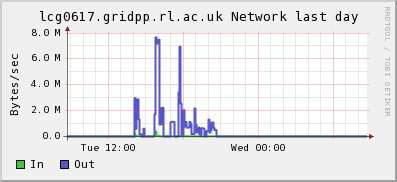 lcg0617.gridpp.rl.ac.uk Network last day
RRDTOOL / TOBI OETIKER
Bytes/sec
8.0 M
6.0 M
4.0 M
2.0 M
0.0
Tue 12:00 Wed 00:00
In Out